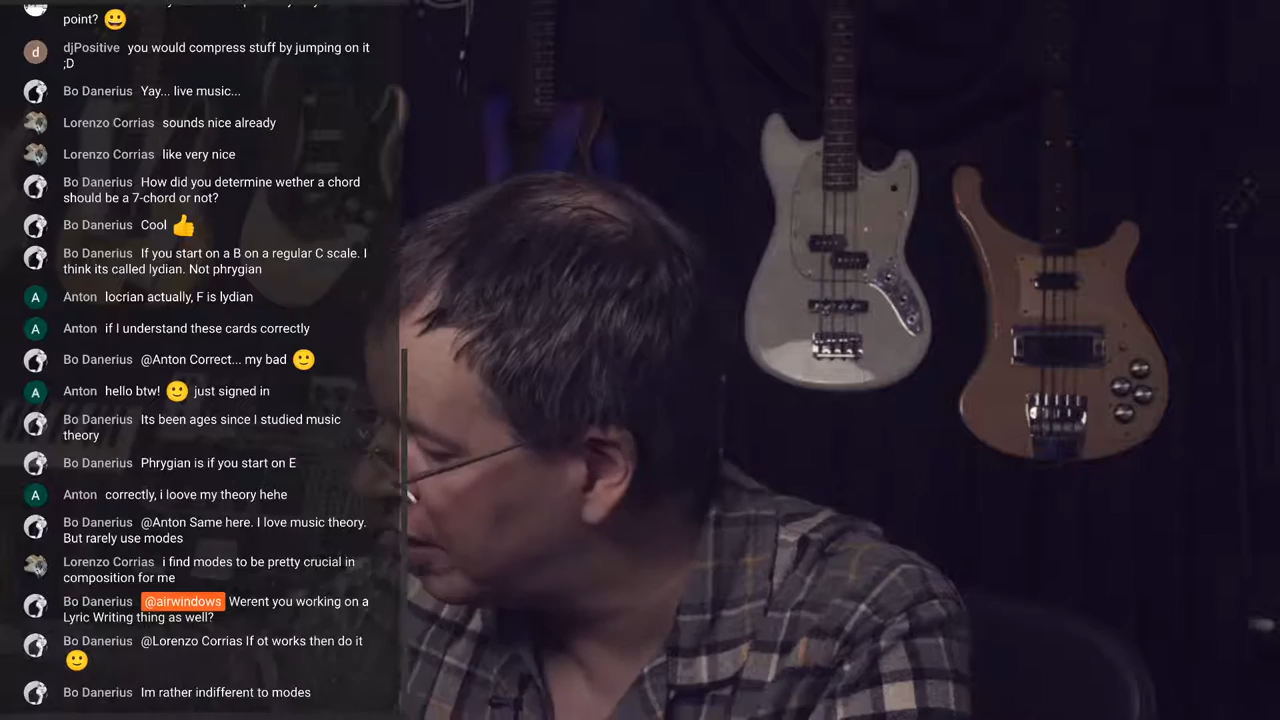 point? 😀
djPositive you would compress stuff by jumping on it
;D
Bo Danerius Yay... live music...
Lorenzo Corrias sounds nice already
Lorenzo Corrias like very nice
Bo Danerius How did you determine wether a chord
should be a 7-chord or not?
Bo Danerius Cool 👍
Bo Danerius If you start on a B on a regular C scale. I
think its called lydian. Not phrygian
A Anton locrian actually, F is lydian
A Anton if I understand these cards correctly
Bo Danerius @Anton Correct... my bad 🙂
A Anton hello btw! 🙂 just signed in
Bo Danerius Its been ages since I studied music
theory
Bo Danerius Phrygian is if you start on E
A Anton correctly, i loove my theory hehe
Bo Danerius @Anton Same here. I love music theory.
But rarely use modes
Lorenzo Corrias i find modes to be pretty crucial in
composition for me
Bo Danerius @airwindows Werent you working on a
Lyric Writing thing as well?
Bo Danerius @Lorenzo Corrias If ot works then do it
🙂
Bo Danerius Im rather indifferent to modes